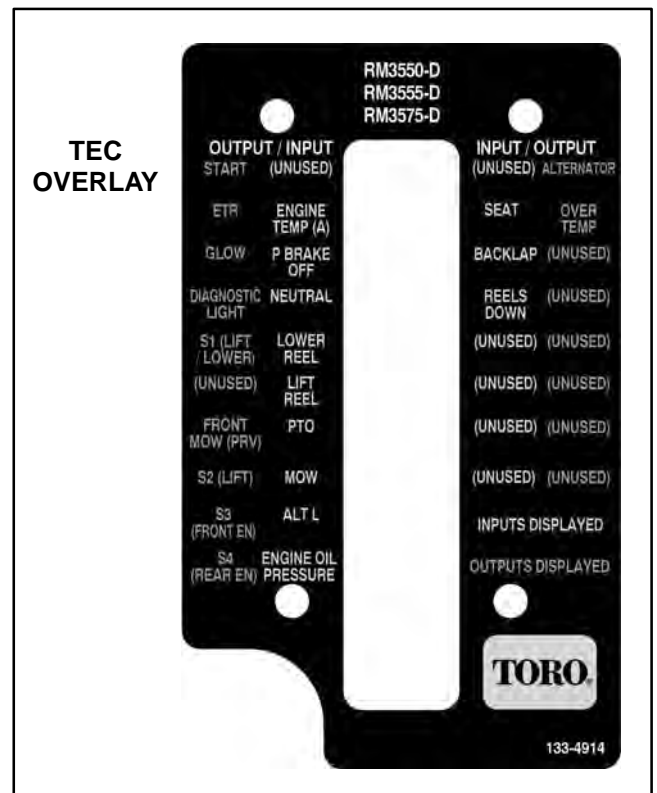 TEC
OVERLAY
RM3550-D
RM3555-D
RM3575-D
OUTPUT / INPUT
START (UNUSED)
ETR ENGINE
TEMP (A)
GLOW P BRAKE
OFF
DIAGNOSTIC NEUTRAL
LIGHT
S1 (LIFT LOWER
/ LOWER) REEL
(UNUSED) LIFT
REEL
FRONT PTO
MOW (PRV)
S2 (LIFT) MOW
S3 ALT L
(FRONT EN)
S4 ENGINE OIL
(REAR EN) PRESSURE
INPUT / OUTPUT
(UNUSED) ALTERNATOR
SEAT OVER
TEMP
BACKLAP (UNUSED)
REELS (UNUSED)
DOWN
(UNUSED) (UNUSED)
(UNUSED) (UNUSED)
(UNUSED) (UNUSED)
(UNUSED) (UNUSED)
INPUTS DISPLAYED
OUTPUTS DISPLAYED
TORO.
133-4914